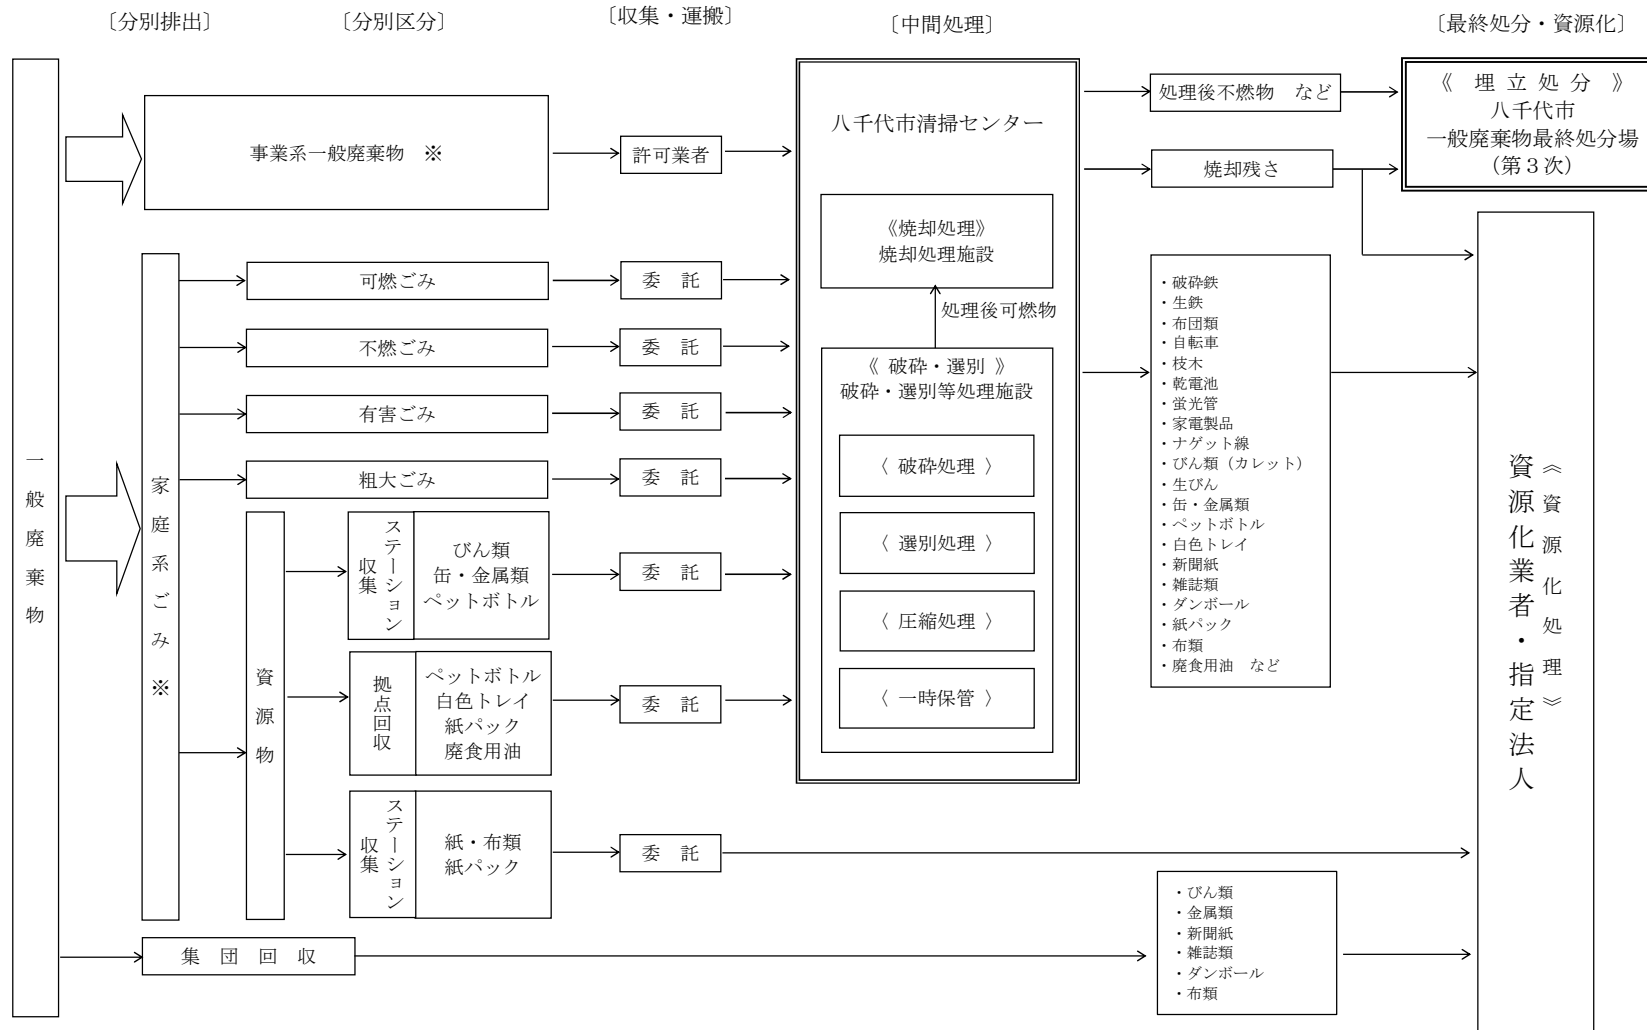 〔分別排出〕
〔分別区分〕
〔収集・運搬〕
〔中間処理〕
〔最終処分・資源化〕
一般廃棄物
事業系一般廃棄物　※
許可業者
家庭系ごみ※
可燃ごみ
委　託
不燃ごみ
委　託
有害ごみ
委　託
粗大ごみ
委　託
資源物
ステーション
収集
びん類
缶・金属類
ペットボトル
委　託
拠点回収
ペットボトル
白色トレイ
紙パック
廃食用油
委　託
ステーション
収集
紙・布類
紙パック
委　託
集　団　回　収
八千代市清掃センター
《焼却処理》
焼却処理施設
処理後可燃物
《 破砕・選別 》
破砕・選別等処理施設
〈 破砕処理 〉
〈 選別処理 〉
〈 圧縮処理 〉
〈 一時保管 〉
処理後不燃物　など
焼却残さ
・破砕鉄
・生鉄
・布団類
・自転車
・枝木
・乾電池
・蛍光管
・家電製品
・ナゲット線
・びん類（カレット）
・生びん
・缶・金属類
・ペットボトル
・白色トレイ
・新聞紙
・雑誌類
・ダンボール
・紙パック
・布類
・廃食用油　など
・びん類
・金属類
・新聞紙
・雑誌類
・ダンボール
・布類
《　埋 立 処 分　》
八千代市
一般廃棄物最終処分場
（第３次）
《資源化処理》
資源化業者・指定法人